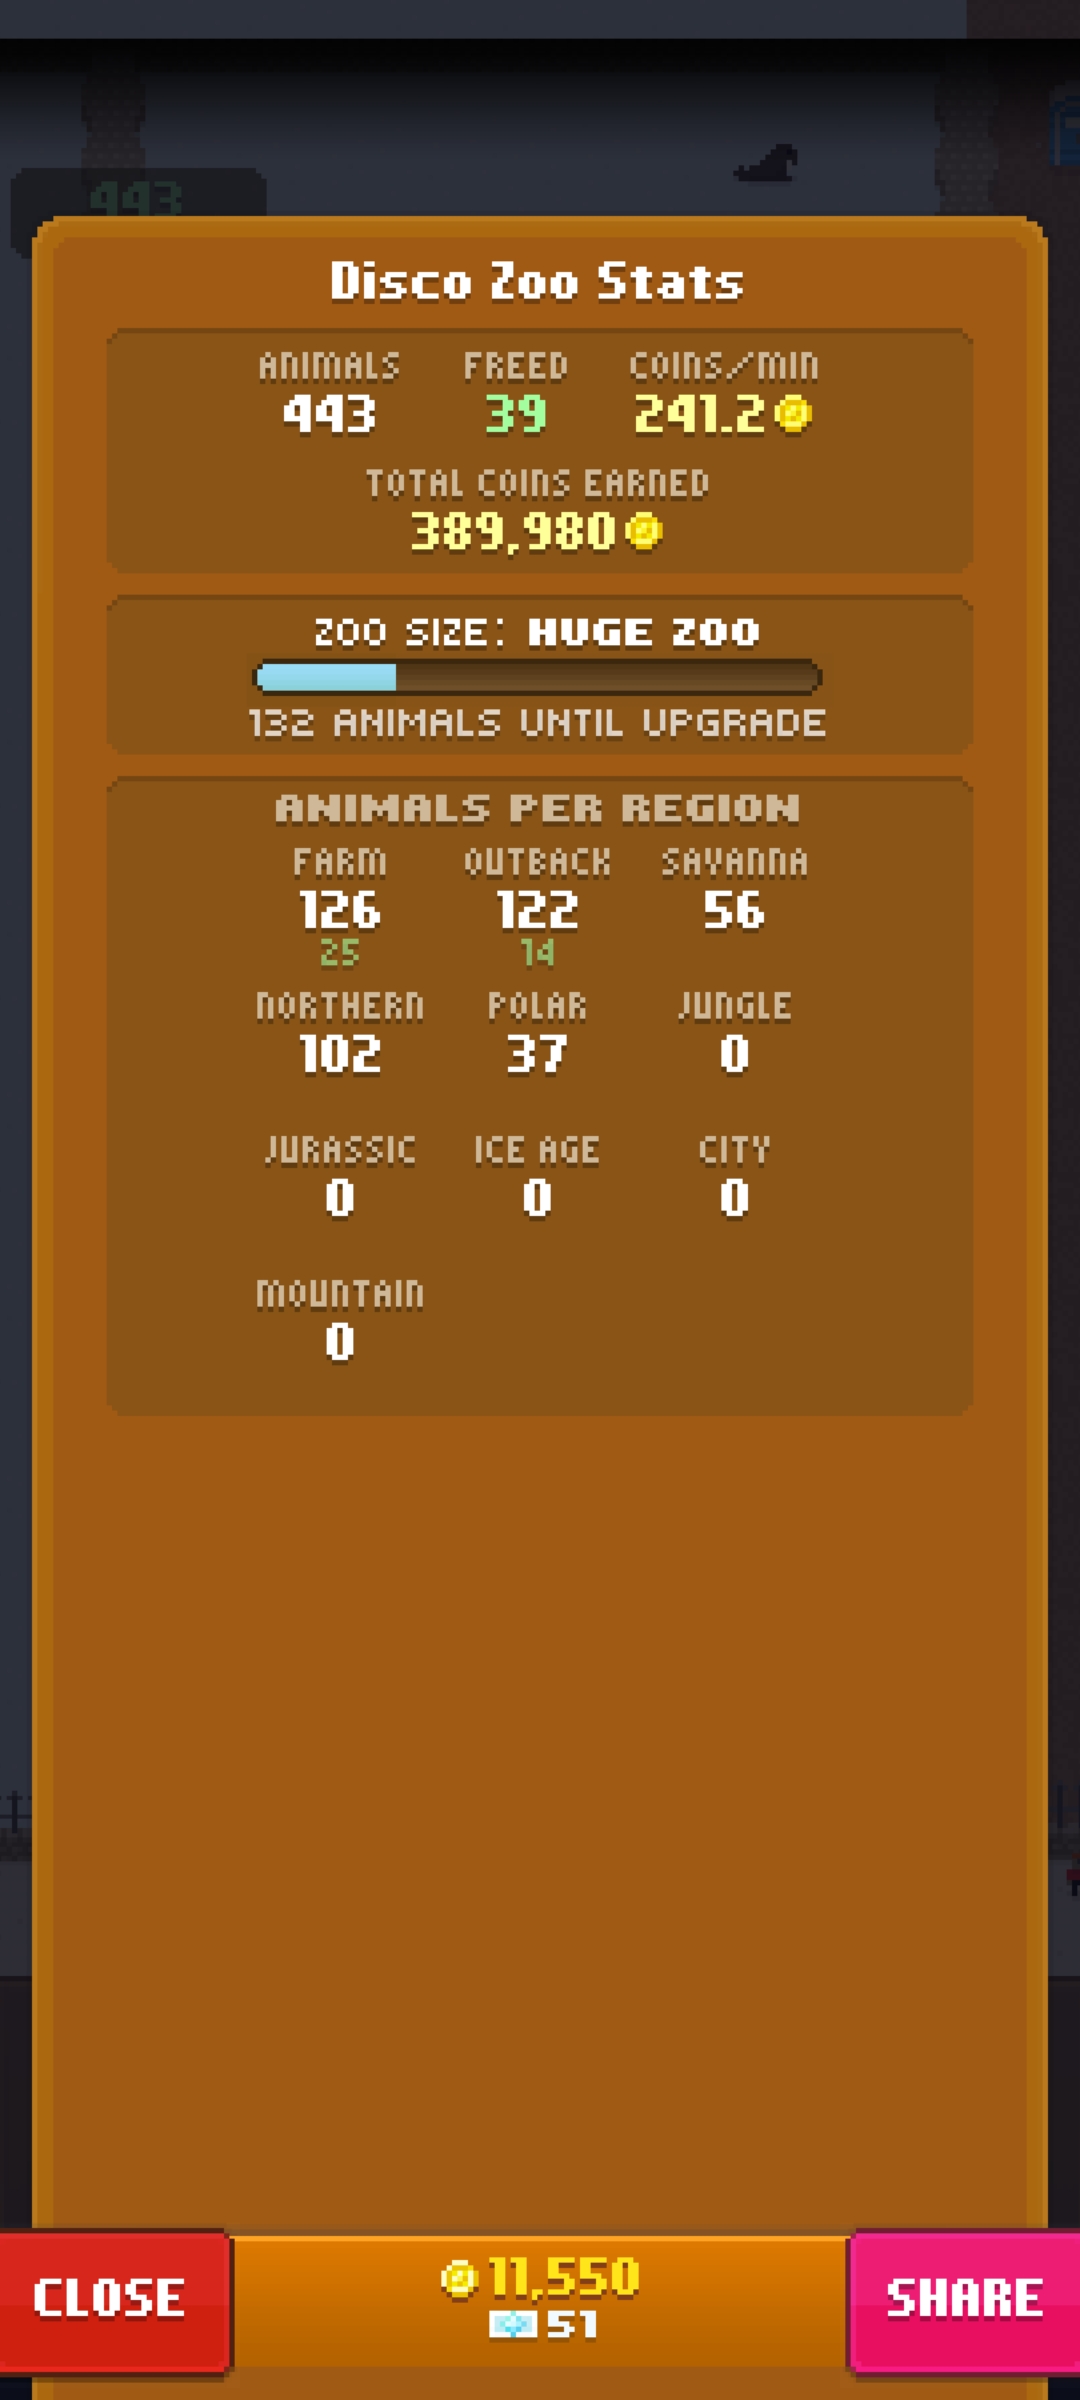 443
Disco Zoo Stats
ANIMALS FREED COINS/MIN
443 39 241.2
TOTAL COINS EARNED
389,980
ZOO SIZE: HUGE ZOO
132 ANIMALS UNTIL UPGRADE
ANIMALS PER REGION
FARM OUTBACK SAVANNA
126 122 56
25 14
NORTHERN POLAR JUNGLE
102 37 0
JURASSIC ICE AGE CITY
0 0 0
MOUNTAIN
0
11,550
CLOSE SHARE
51